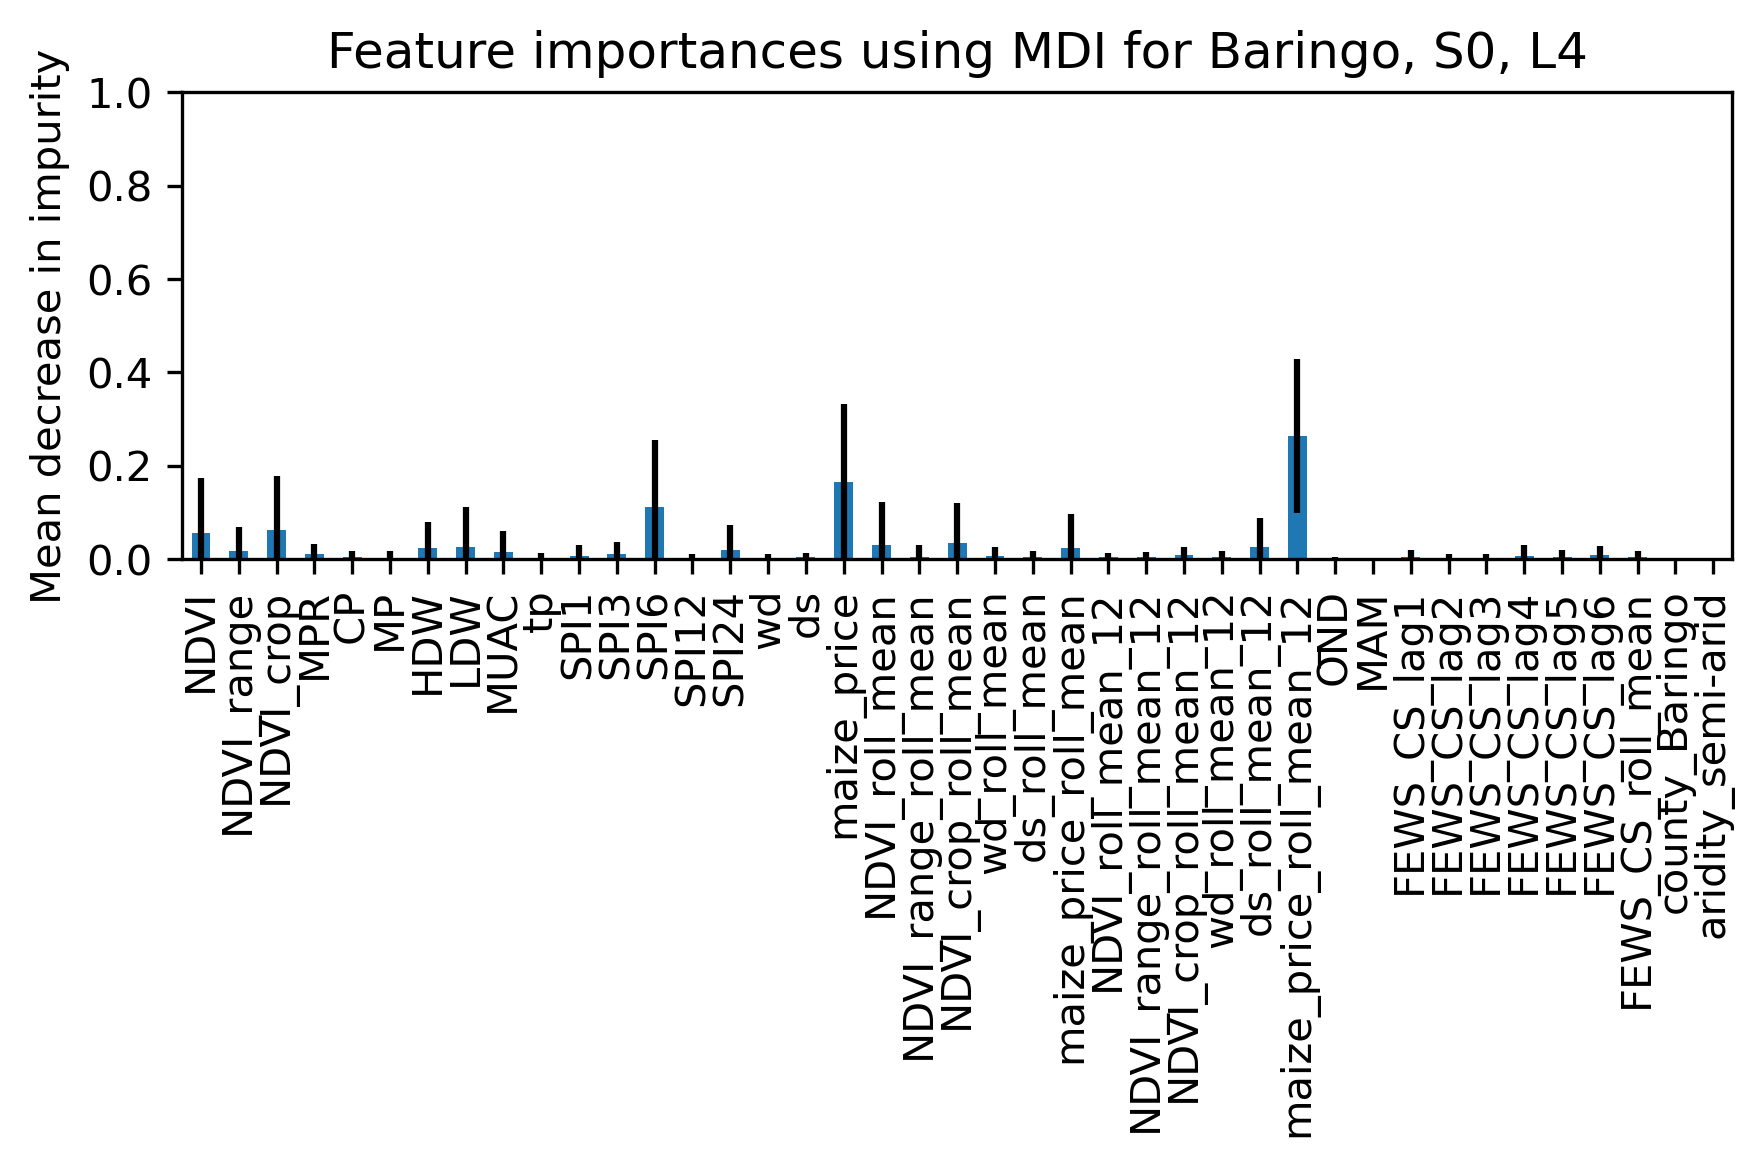 Feature importances using MDI for Baringo, S0, L4
Mean decrease in impurity
1.0
0.8
0.6
0.4
0.2
0.0
NDVI
NDVI_range
NDVI_crop
MPR
CP
MP
HDW
LDW
MUAC
tp
SPI1
SPI3
SPI6
SPI12
SPI24
wd
ds
maize_price
NDVI_roll_mean
NDVI_range_roll_mean
NDVI_crop_roll_mean
wd_roll_mean
ds_roll_mean
maize_price_roll_mean
NDVI_roll_mean_12
NDVI_range_roll_mean_12
NDVI_crop_roll_mean_12
wd_roll_mean_12
ds_roll_mean_12
maize_price_roll_mean_12
OND
MAM
FEWS_CS_lag1
FEWS_CS_lag2
FEWS_CS_lag3
FEWS_CS_lag4
FEWS_CS_lag5
FEWS_CS_lag6
FEWS_CS_roll_mean
county_Baringo
aridity_semi-arid